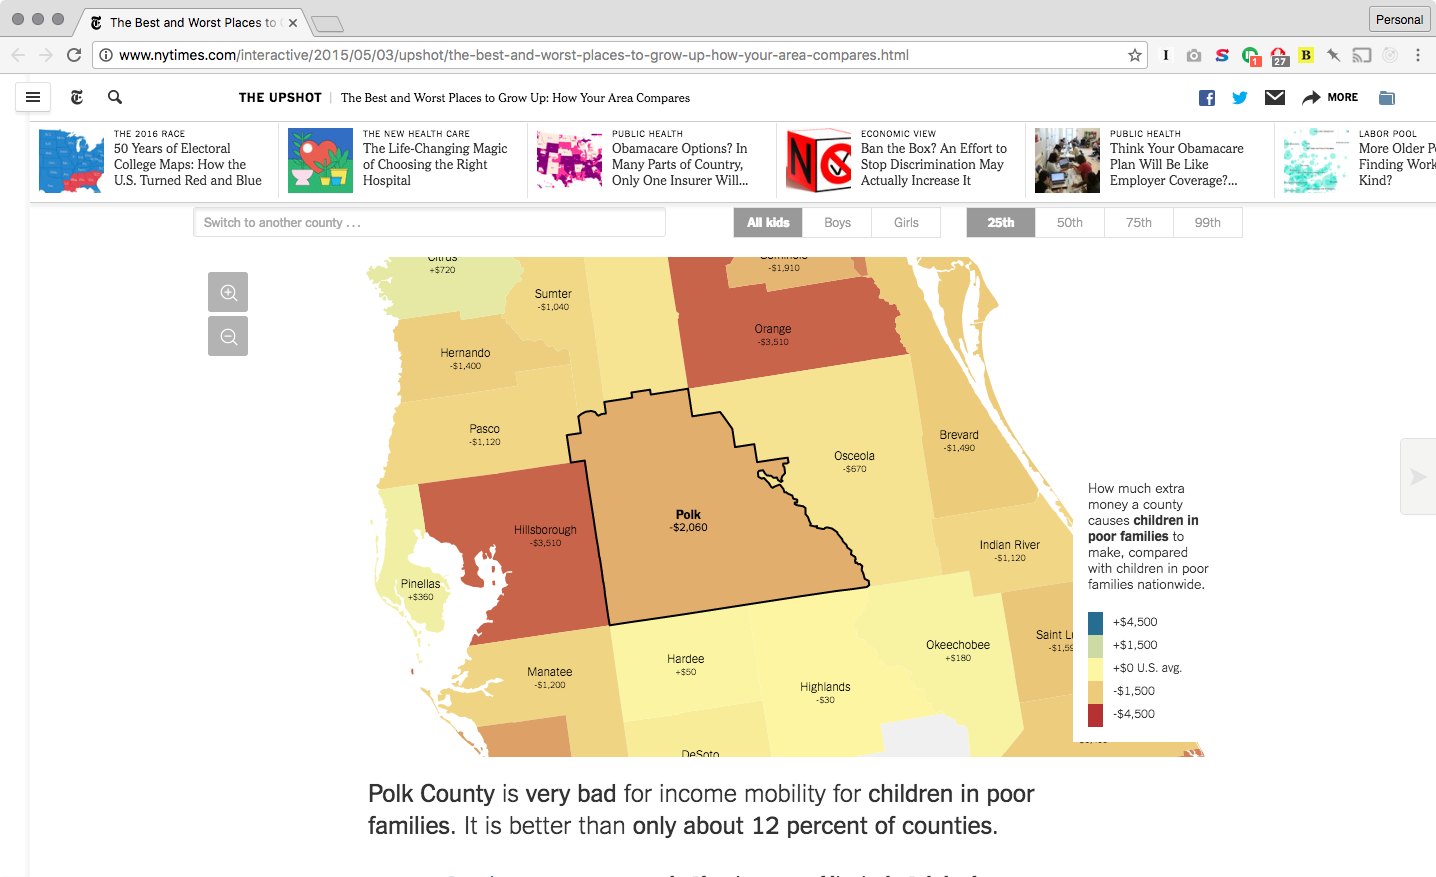 The Best and Worst Places to
Personal
www.nytimes.com/interactive/2015/05/03/upshot/the-best-and-worst-places-to-grow-up-how-your-area-compares.html
1
27
B
THE UPSHOT | The Best and Worst Places to Grow Up: How Your Area Compares
MORE
THE 2016 RACE
50 Years of Electoral
College Maps: How the
U.S. Turned Red and Blue
THE NEW HEALTH CARE
The Life-Changing Magic
of Choosing the Right
Hospital
PUBLIC HEALTH
Obamacare Options? In
Many Parts of Country,
Only One Insurer Will...
ECONOMIC VIEW
Ban the Box? An Effort to
Stop Discrimination May
Actually Increase It
PUBLIC HEALTH
Think Your Obamacare
Plan Will Be Like
Employer Coverage?...
LABOR POOL
More Older P
Finding Work
Kind?
Switch to another county ...
All kids Boys Girls
25th 50th 75th 99th
Citrus
+$720
Sumter
-$1,040
Seminole
-$1,910
Orange
-$3,510
Hernando
-$1,400
Pasco
-$1,120
Brevard
-$1,490
Osceola
-$670
Polk
-$2,060
Hillsborough
-$3,510
Indian River
-$1,120
Pinellas
+$360
Okeechobee
+$180
Saint Lu
-$1,59
Hardee
+$50
Manatee
-$1,200
Highlands
-$30
DeSoto
How much extra
money a county
causes children in
poor families to
make, compared
with children in poor
families nationwide.
+$4,500
+$1,500
+$0 U.S. avg.
-$1,500
-$4,500
Polk County is very bad for income mobility for children in poor
families. It is better than only about 12 percent of counties.